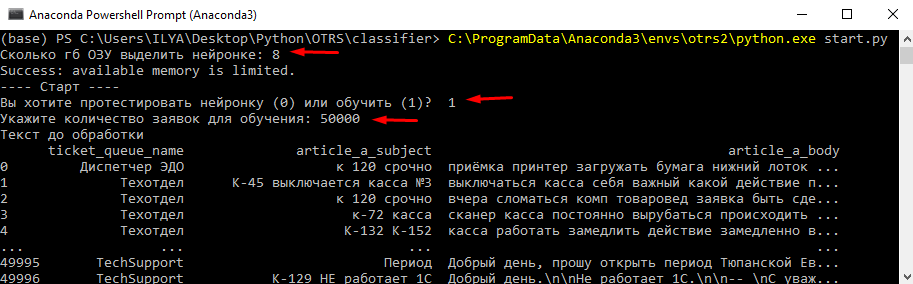 Anaconda Powershell Prompt (Anaconda3)
(base) PS C:\Users\ILYA\Desktop\Python\OTRS\classifier> C:\ProgramData\Anaconda3\envs\otrs2\python.exe start.py
Сколько гб ОЗУ выделить нейронке: 8
Success: available memory is limited.
---- Старт ----
Вы хотите протестировать нейронку (0) или обучить (1)?  1
Укажите количество заявок для обучения: 50000
Текст до обработки
ticket_queue_name article_a_subject article_a_body
0 Диспетчер ЭДО к 120 срочно приёмка принтер загружать бумага нижний лоток ...
1 Техотдел К-45 выключается касса №3 выключаться касса себя важный какой действие п...
2 Техотдел к 120 срочно вчера сломаться комп товаровед заявка быть сде...
3 Техотдел к-72 касса сканер касса постоянно вырубаться происходить ...
4 Техотдел К-132 К-152 касса работать замедлить действие замедленно в...
... ... ... ...
49995 TechSupport Период Добрый день, прошу открыть период Тюпанской Ев...
49996 TechSupport К-129 НЕ работает 1С Добрый день.\n\nНе работает 1С.\n\n-- \nС уваж...